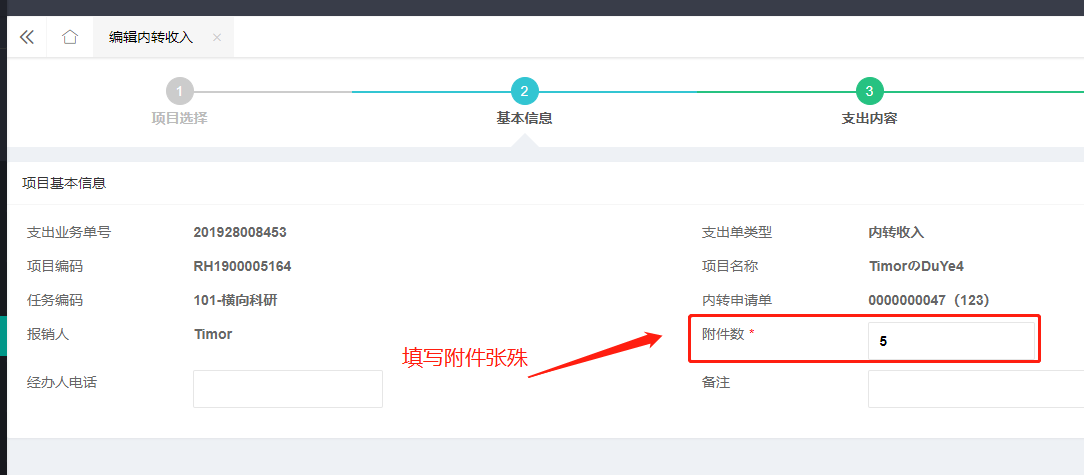 编辑内转收入 ×
1 2 3
项目选择 基本信息 支出内容
项目基本信息
支出业务单号 201928008453 支出单类型 内转收入
项目编码 RH1900005164 项目名称 TimorのDuYe4
任务编码 101-横向科研 内转申请单 0000000047（123）
报销人 Timor 附件数 * 5
填写附件张殊
经办人电话 备注